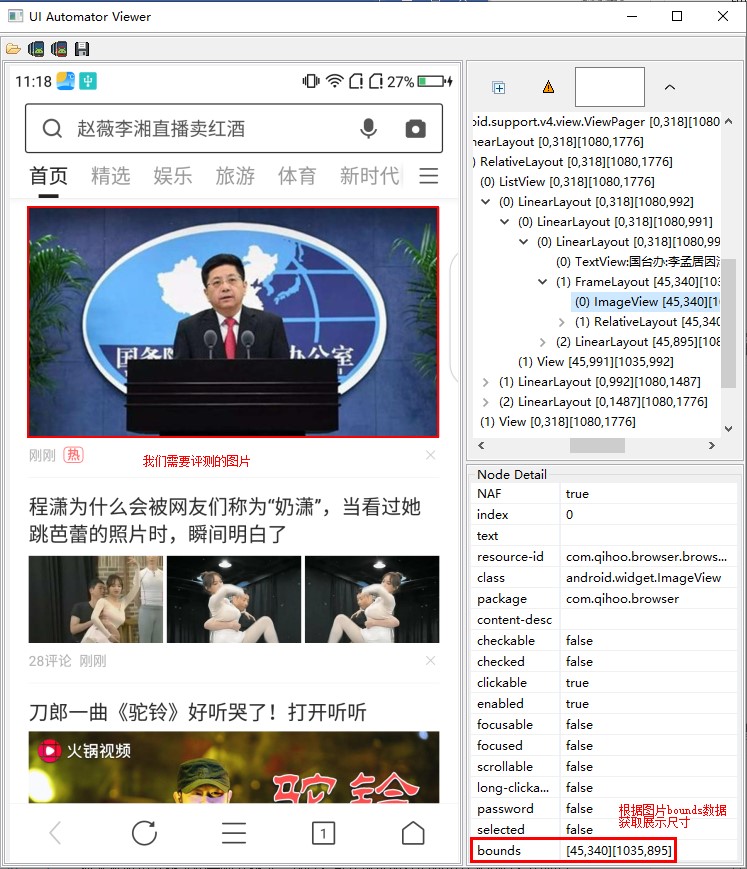 UI Automator Viewer
11:18
27%
赵薇李湘直播卖红酒
首页 精选 娱乐 旅游 体育 新时代
国务院 办公室
刚刚 热
我们需要评测的图片
程潇为什么会被网友们称为“奶潇”，当看过她
跳芭蕾的照片时，瞬间明白了
28评论 刚刚
刀郎一曲《驼铃》好听哭了！打开听听
火锅视频
驼铃
1
oid.support.v4.view.ViewPager [0,318][1080
nearLayout [0,318][1080,1776]
) RelativeLayout [0,318][1080,1776]
(0) ListView [0,318][1080,1776]
(0) LinearLayout [0,318][1080,992]
(0) LinearLayout [0,318][1080,991]
(0) LinearLayout [0,318][1080,99
(0) TextView:国台办:李孟居因
(1) FrameLayout [45,340][103
(0) ImageView [45,340][1
(1) RelativeLayout [45,340
(2) LinearLayout [45,895][108
(1) View [45,991][1035,992]
(1) LinearLayout [0,992][1080,1487]
(2) LinearLayout [0,1487][1080,1776]
(1) View [0,318][1080,1776]
Node Detail
NAF true
index 0
text
resource-id com.qihoo.browser.brows...
class android.widget.ImageView
package com.qihoo.browser
content-desc
checkable false
checked false
clickable true
enabled true
focusable false
focused false
scrollable false
long-clicka... false
password false
selected false
根据图片bounds数据
获取展示尺寸
bounds [45,340][1035,895]